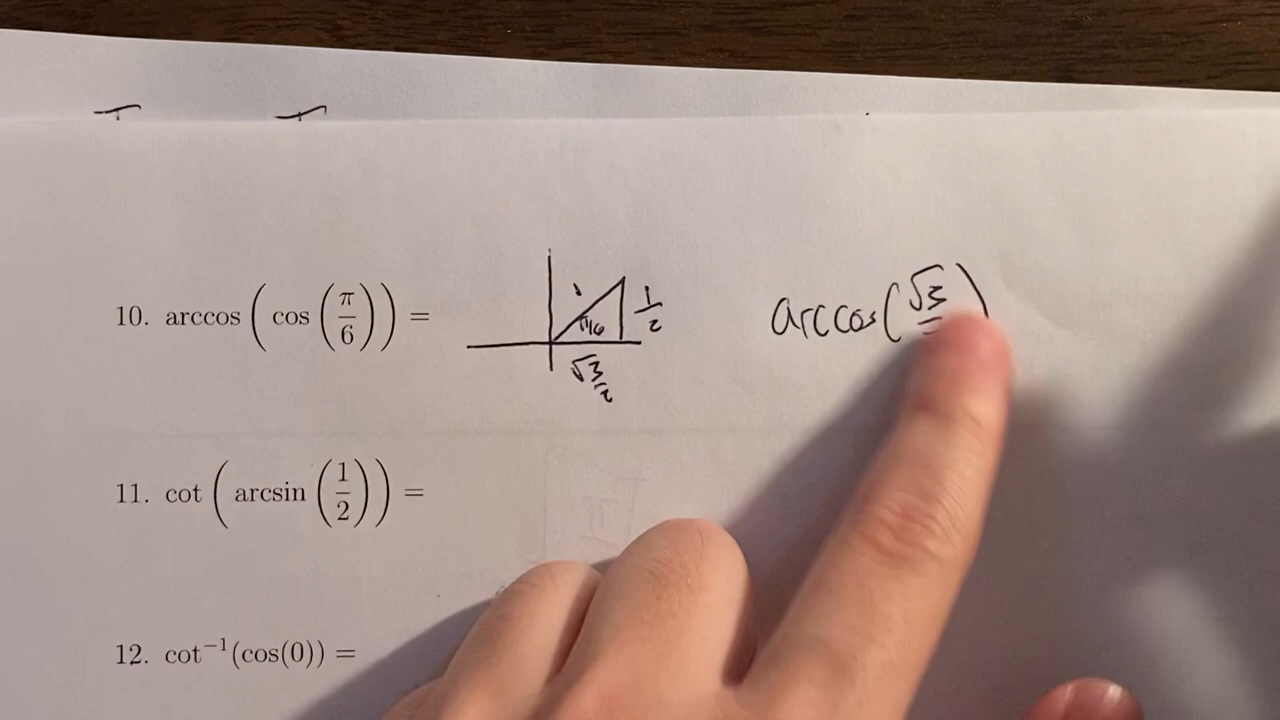 10. arccos ( cos ( π/6 ) ) =
1
π/6
1/2
√3/2
arccos(√3/)
11. cot ( arcsin ( 1/2 ) ) =
12. cot⁻¹(cos(0)) =